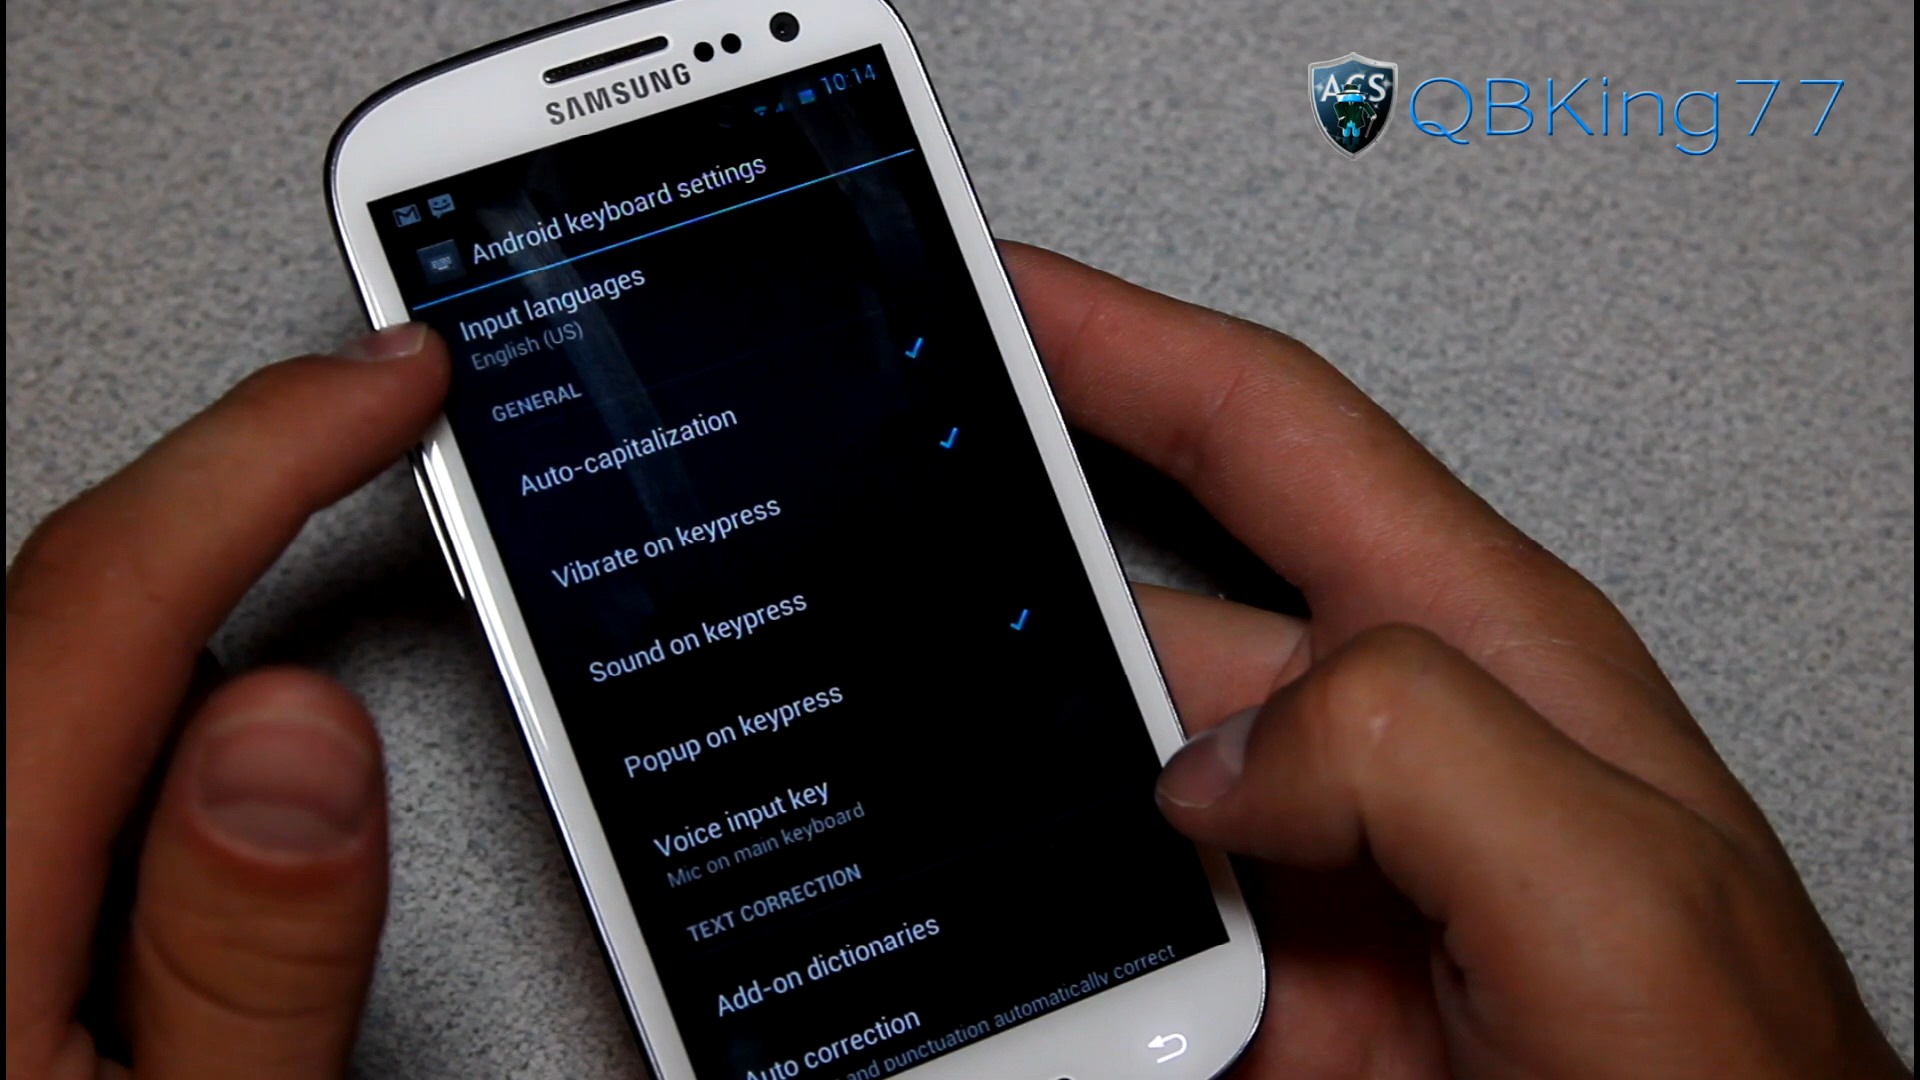 SAMSUNG
10:14
Android keyboard settings
Input languages
English (US)
GENERAL
Auto-capitalization
Vibrate on keypress
Sound on keypress
Popup on keypress
Voice input key
Mic on main keyboard
TEXT CORRECTION
Add-on dictionaries
Auto correction
and punctuation automatically correct
ACS
QBKing77